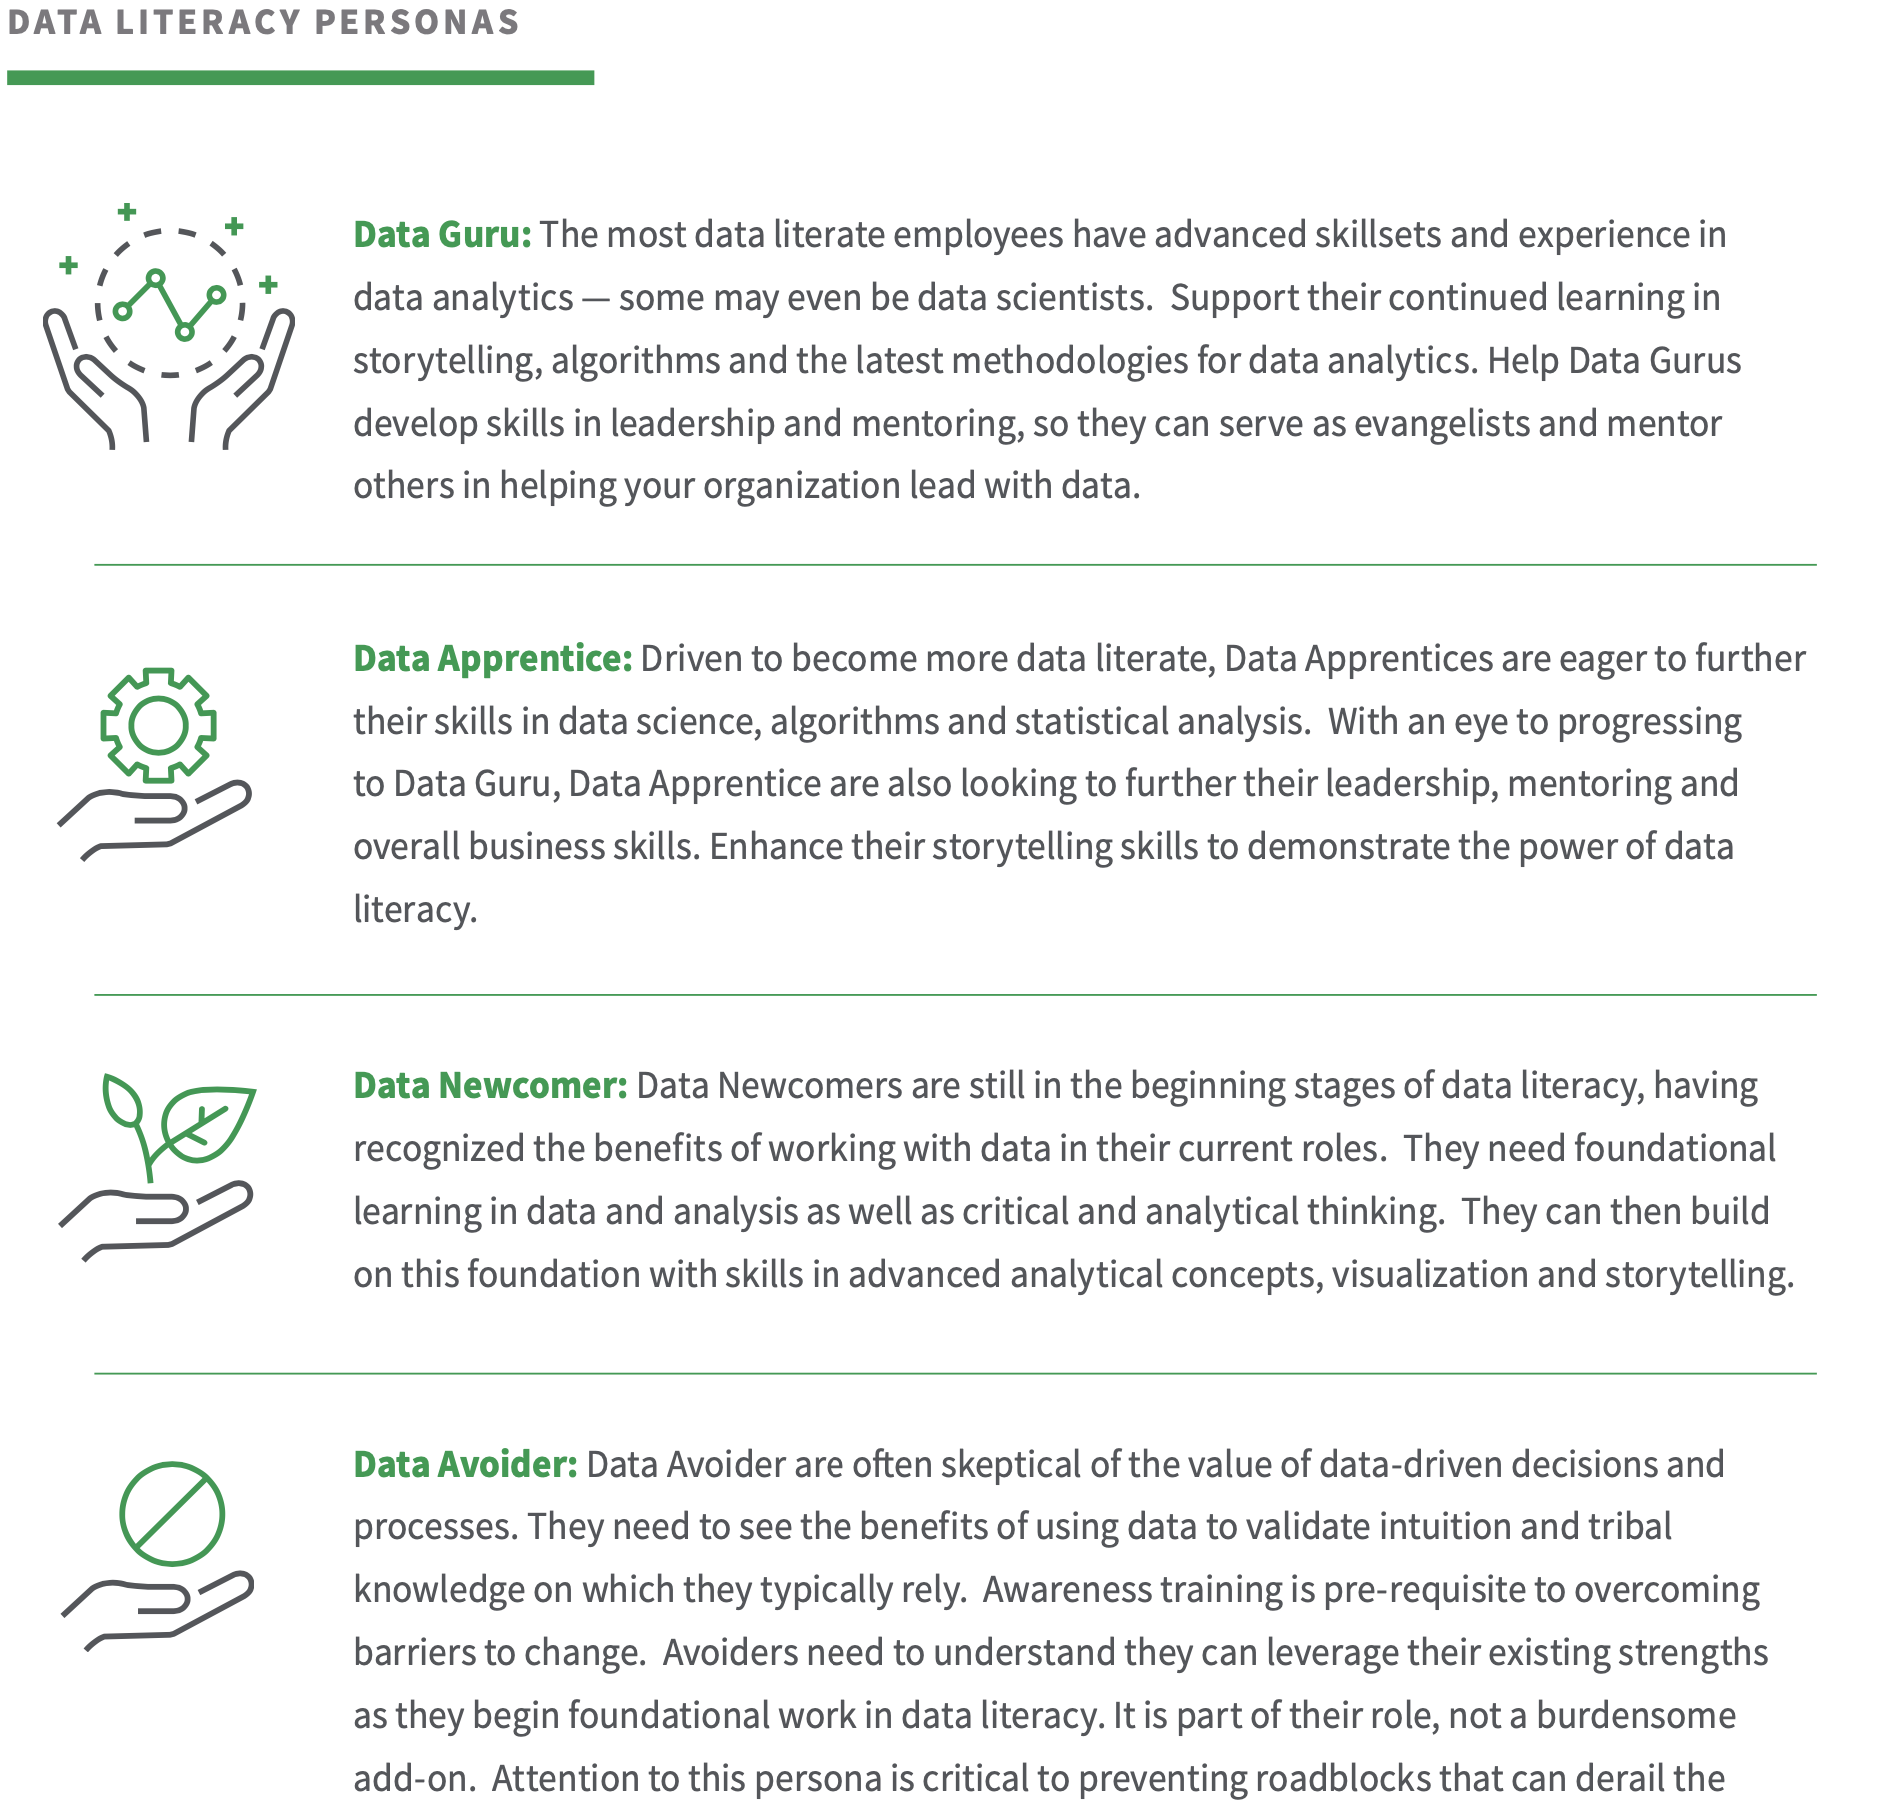 DATA LITERACY PERSONAS
Data Guru: The most data literate employees have advanced skillsets and experience in
data analytics — some may even be data scientists.  Support their continued learning in
storytelling, algorithms and the latest methodologies for data analytics. Help Data Gurus
develop skills in leadership and mentoring, so they can serve as evangelists and mentor
others in helping your organization lead with data.
Data Apprentice: Driven to become more data literate, Data Apprentices are eager to further
their skills in data science, algorithms and statistical analysis.  With an eye to progressing
to Data Guru, Data Apprentice are also looking to further their leadership, mentoring and
overall business skills. Enhance their storytelling skills to demonstrate the power of data
literacy.
Data Newcomer: Data Newcomers are still in the beginning stages of data literacy, having
recognized the benefits of working with data in their current roles.  They need foundational
learning in data and analysis as well as critical and analytical thinking.  They can then build
on this foundation with skills in advanced analytical concepts, visualization and storytelling.
Data Avoider: Data Avoider are often skeptical of the value of data-driven decisions and
processes. They need to see the benefits of using data to validate intuition and tribal
knowledge on which they typically rely.  Awareness training is pre-requisite to overcoming
barriers to change.  Avoiders need to understand they can leverage their existing strengths
as they begin foundational work in data literacy. It is part of their role, not a burdensome
add-on.  Attention to this persona is critical to preventing roadblocks that can derail the